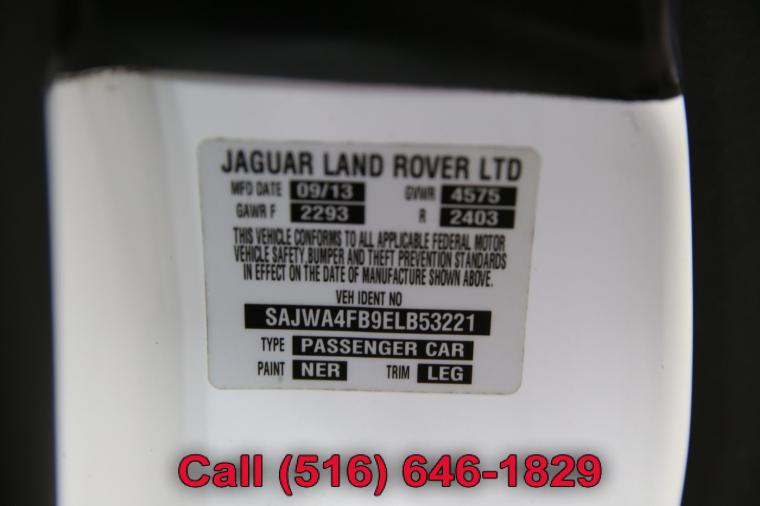 JAGUAR LAND ROVER LTD
MFD DATE 09/13 GVWR 4575
GAWR F 2293 R 2403
THIS VEHICLE CONFORMS TO ALL APPLICABLE FEDERAL MOTOR
VEHICLE SAFETY, BUMPER AND THEFT PREVENTION STANDARDS
IN EFFECT ON THE DATE OF MANUFACTURE SHOWN ABOVE.
VEH IDENT NO
SAJWA4FB9ELB53221
TYPE PASSENGER CAR
PAINT NER TRIM LEG
Call (516) 646-1829